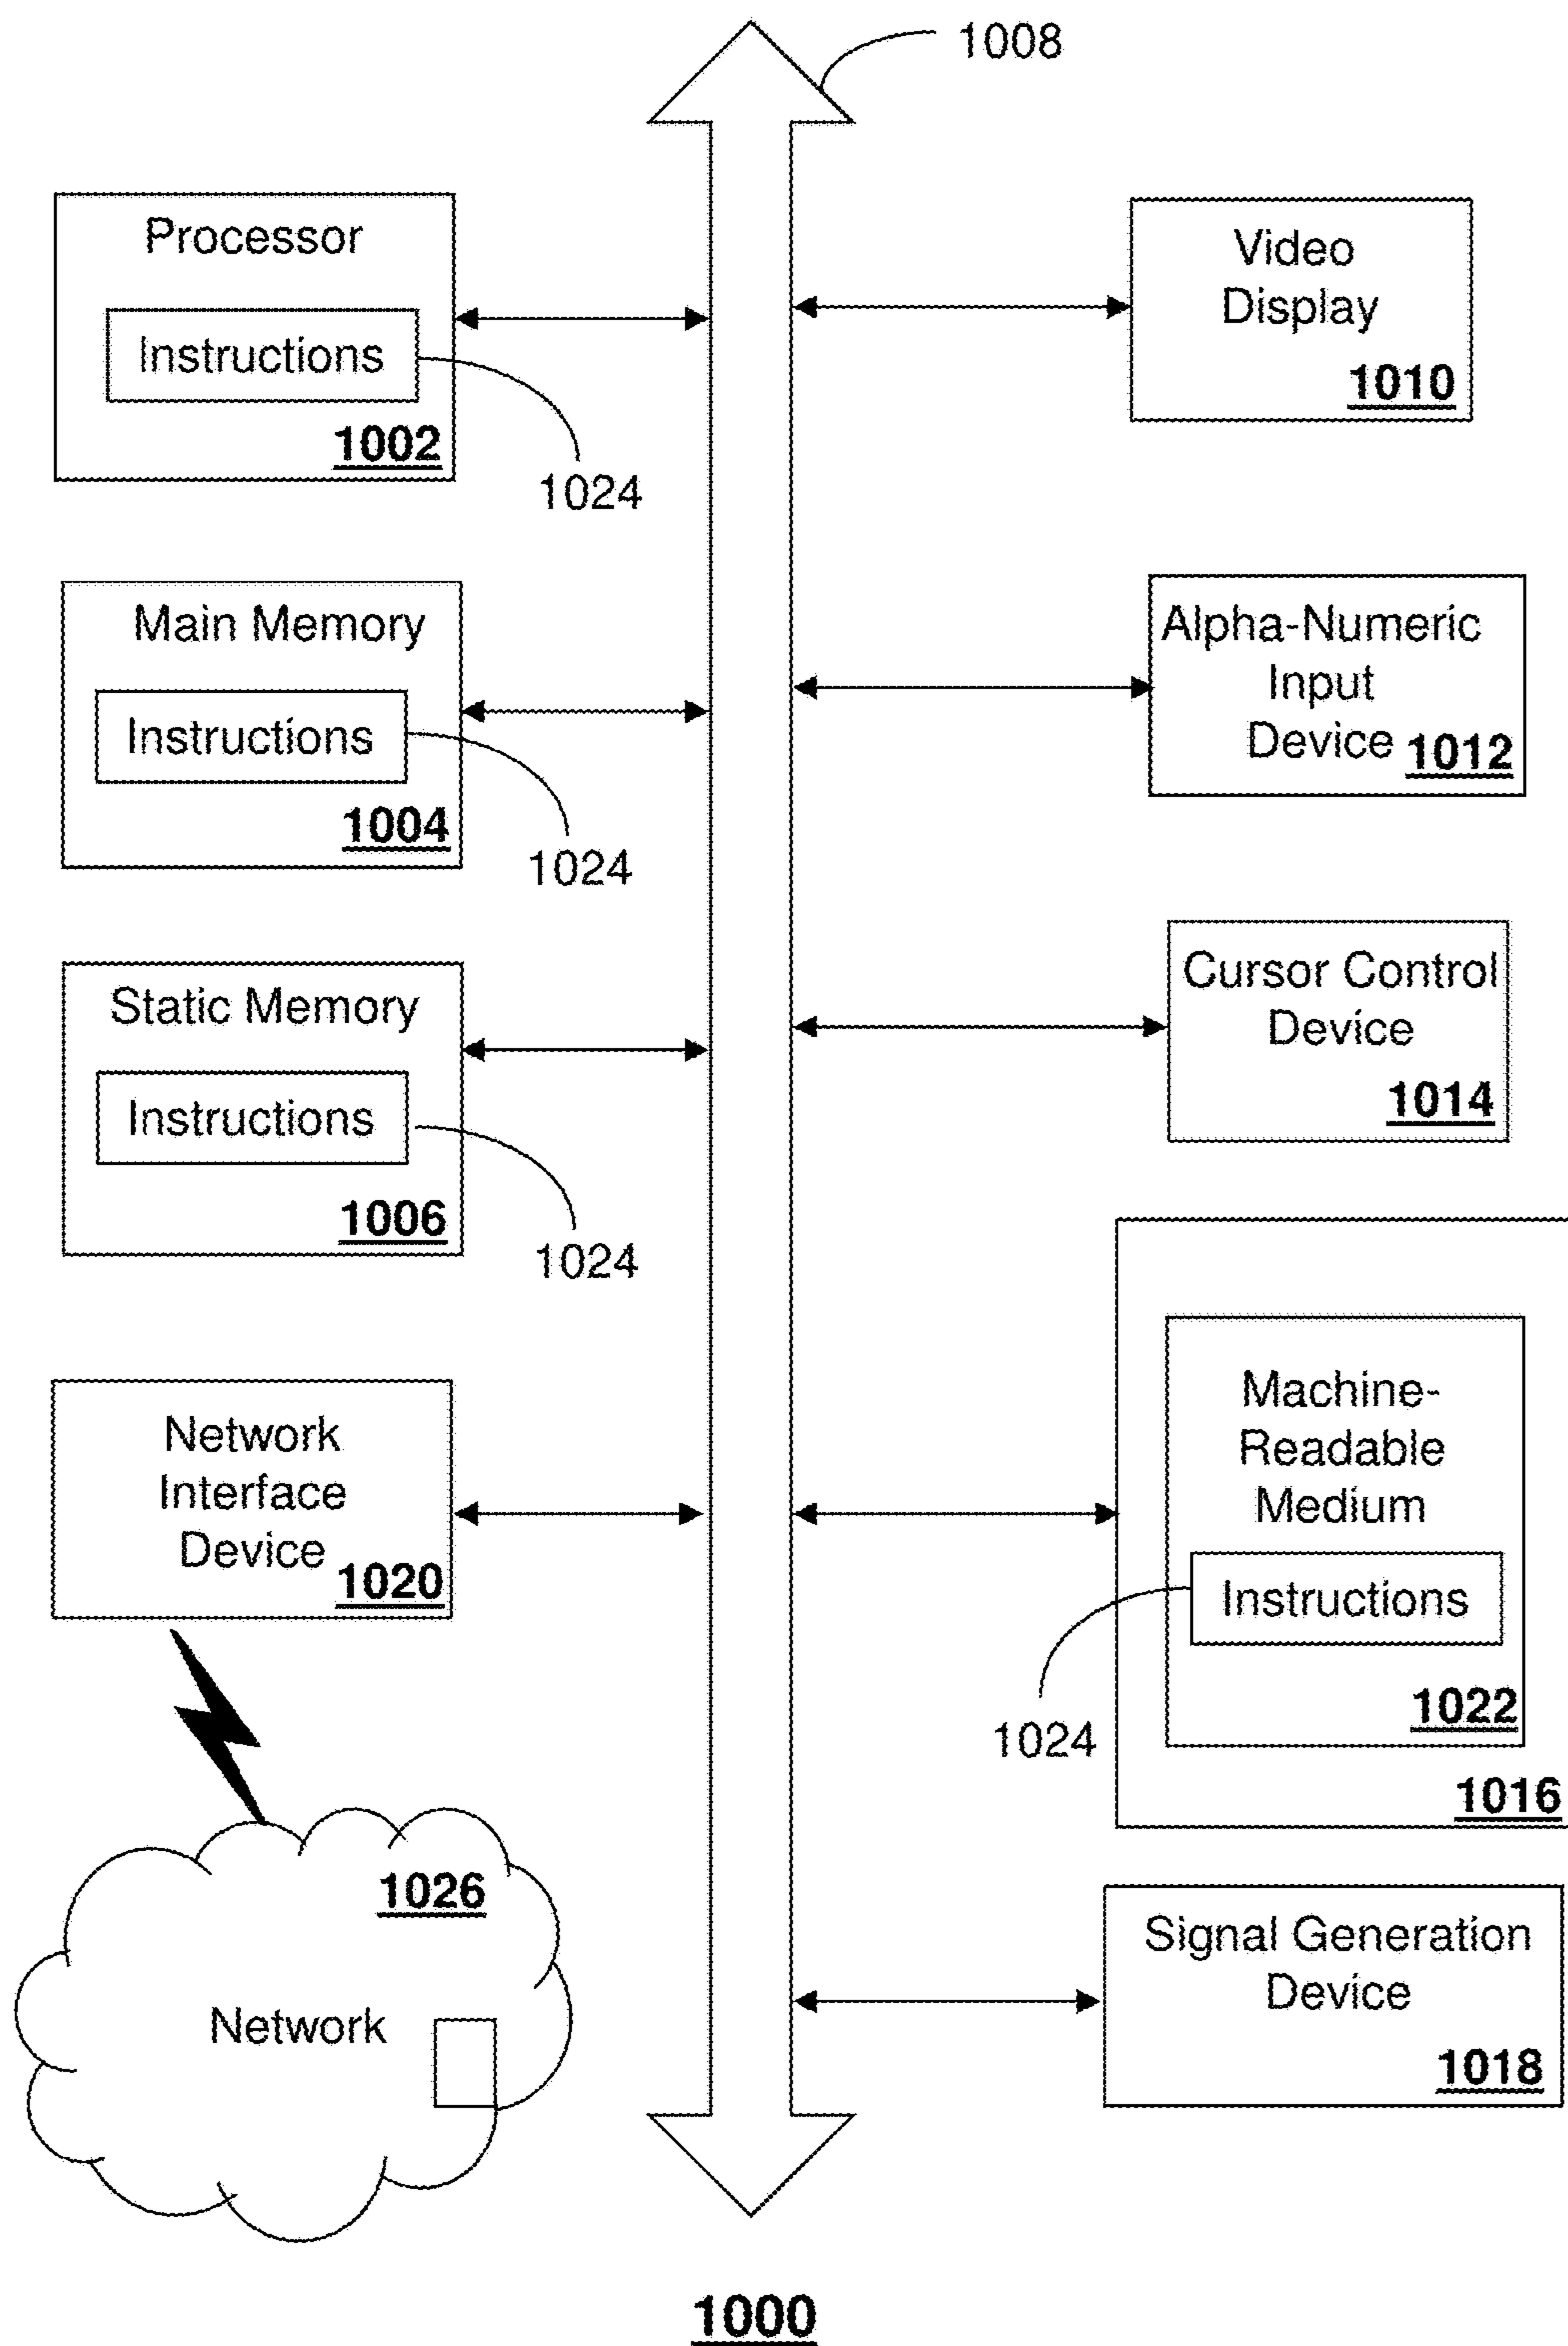 1008
Processor
Instructions
1002
1024
Video
Display
1010
Main Memory
Instructions
1004
1024
Alpha-Numeric
Input
Device 1012
Static Memory
Instructions
1006
1024
Cursor Control
Device
1014
Network
Interface
Device
1020
Machine-
Readable
Medium
Instructions
1022
1024
1016
1026
Network
Signal Generation
Device
1018
1000